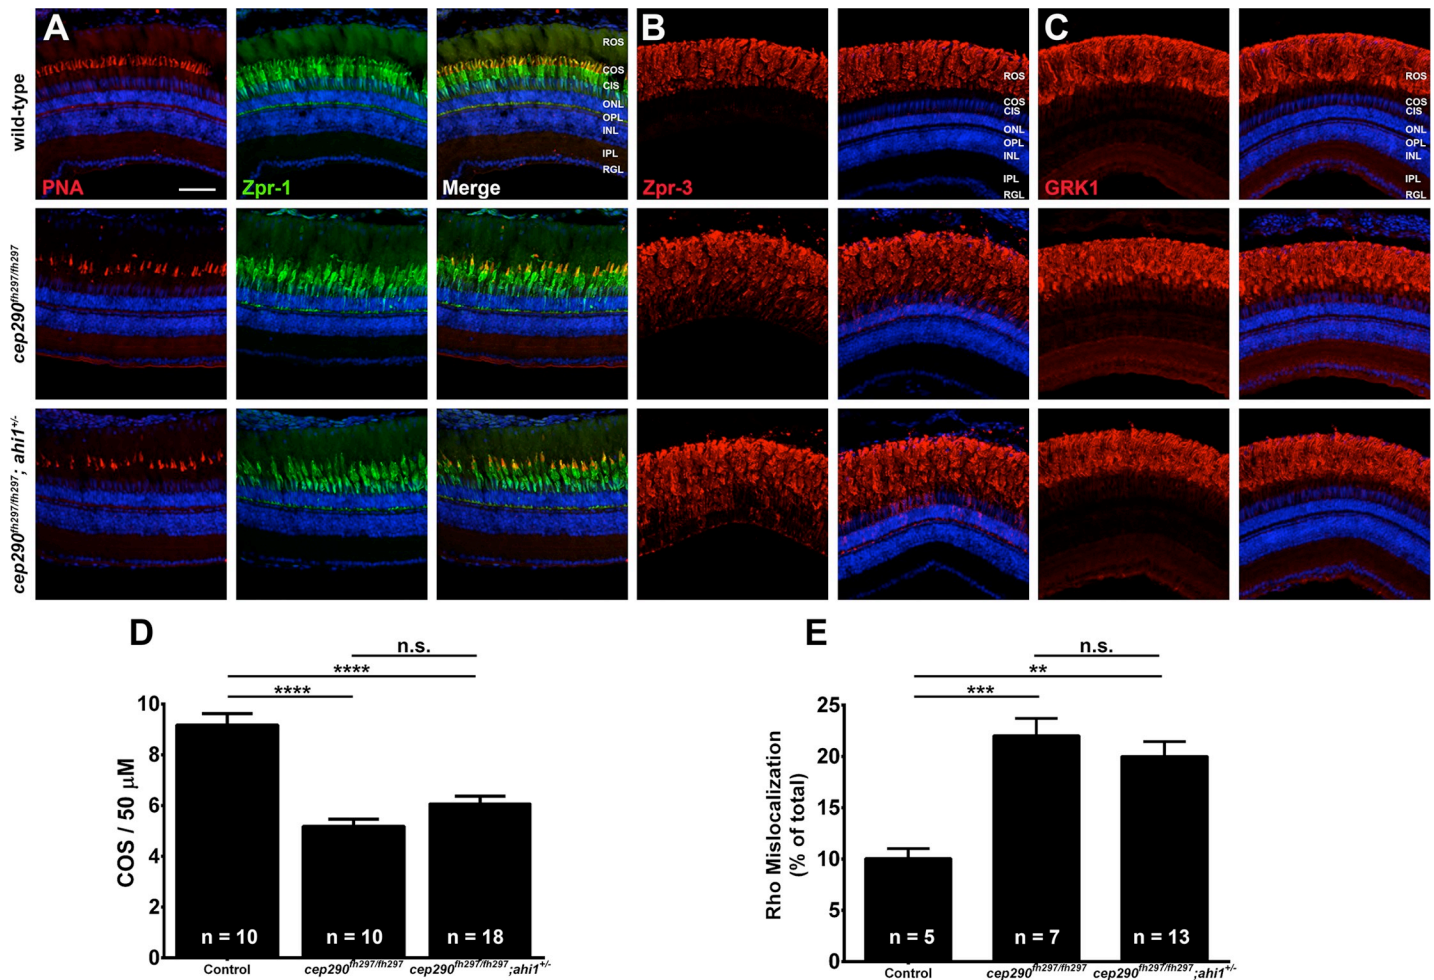 A
B
C
wild-type
ROS
COS
CIS
ONL
OPL
INL
IPL
RGL
PNA
Zpr-1
Merge
ROS
COS
CIS
ONL
OPL
INL
IPL
RGL
Zpr-3
ROS
COS
CIS
ONL
OPL
INL
IPL
RGL
GRK1
cep290fh297/fh297
cep290fh297/fh297; ahi1+/-
D
n.s.
****
****
COS / 50 μM
10
8
6
4
2
0
n = 10
n = 10
n = 18
Control
cep290fh297/fh297
cep290fh297/fh297;ahi1+/-
E
n.s.
**
***
Rho Mislocalization
(% of total)
25
20
15
10
5
0
n = 5
n = 7
n = 13
Control
cep290fh297/fh297
cep290fh297/fh297;ahi1+/-